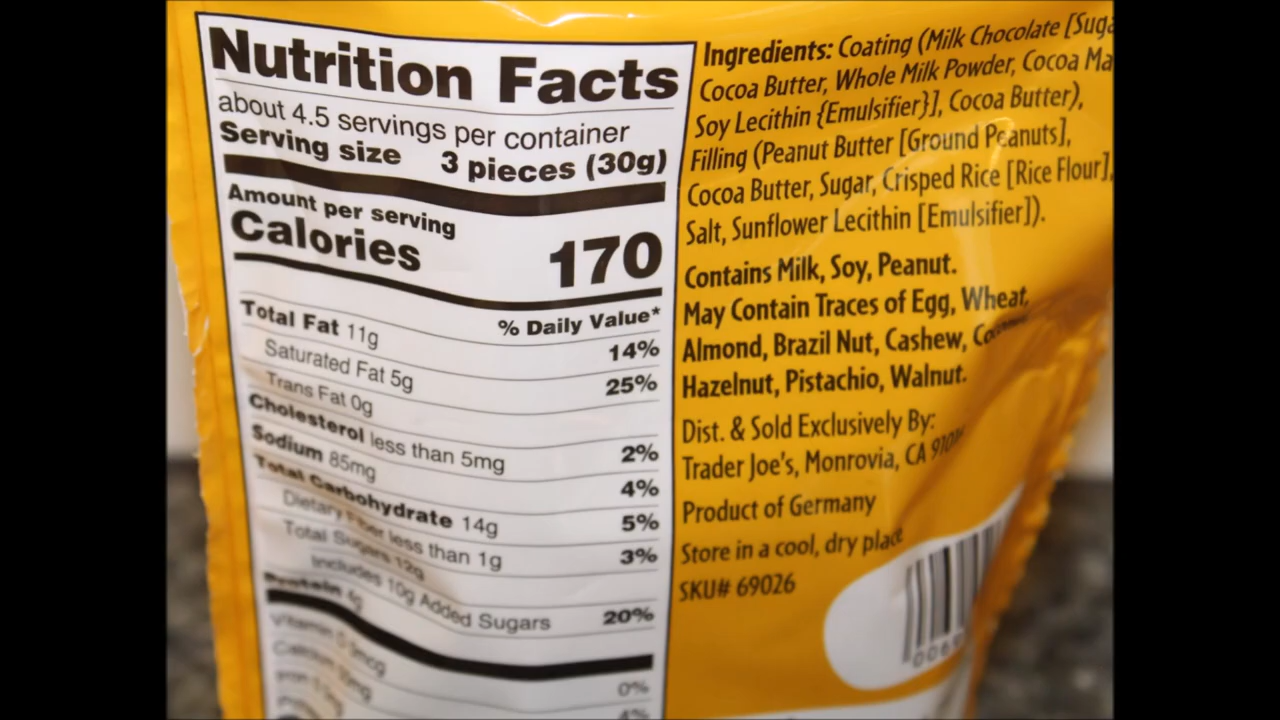 Nutrition Facts
about 4.5 servings per container
Serving size 3 pieces (30g)
Amount per serving
Calories 170
% Daily Value*
Total Fat 11g 14%
Saturated Fat 5g 25%
Trans Fat 0g
Cholesterol less than 5mg 2%
Sodium 85mg 4%
Total Carbohydrate 14g 5%
Dietary Fiber less than 1g 3%
Total Sugars 12g
Includes 10g Added Sugars 20%
Protein
Vitamin D 0mcg 0%
Calcium 4%
Ingredients: Coating (Milk Chocolate [Suga
Cocoa Butter, Whole Milk Powder, Cocoa Ma
Soy Lecithin {Emulsifier}], Cocoa Butter),
Filling (Peanut Butter [Ground Peanuts],
Cocoa Butter, Sugar, Crisped Rice [Rice Flour],
Salt, Sunflower Lecithin [Emulsifier]).
Contains Milk, Soy, Peanut.
May Contain Traces of Egg, Wheat,
Almond, Brazil Nut, Cashew,
Hazelnut, Pistachio, Walnut.
Dist. & Sold Exclusively By:
Trader Joe's, Monrovia, CA
Product of Germany
Store in a cool, dry place
SKU# 69026